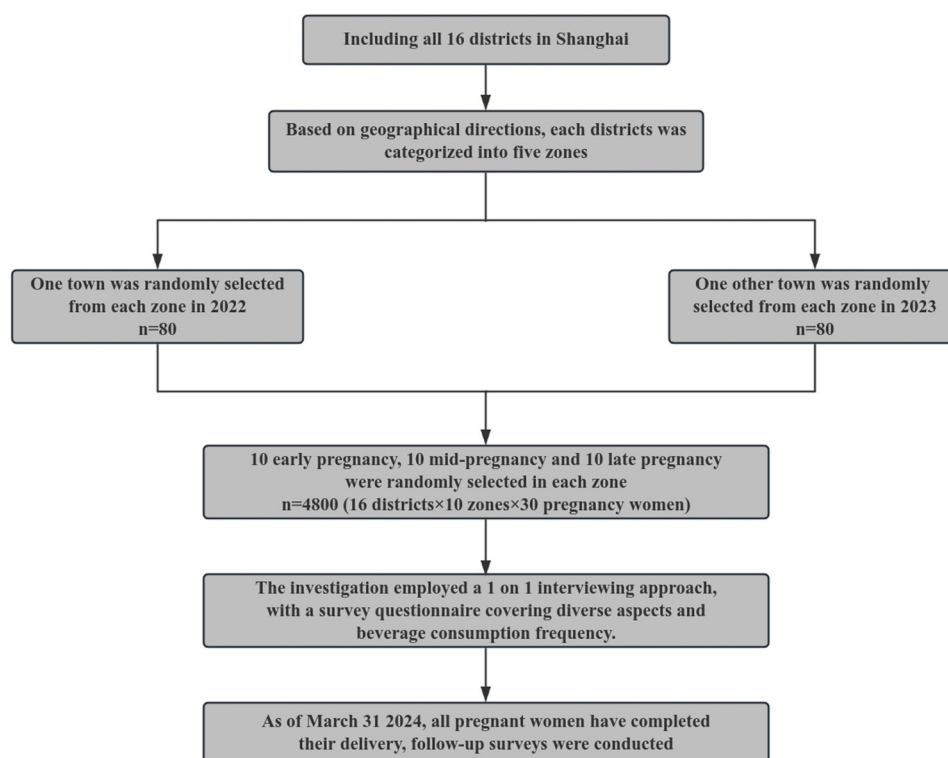 Including all 16 districts in Shanghai
Based on geographical directions, each districts was
categorized into five zones
One town was randomly selected
from each zone in 2022
n=80
One other town was randomly
selected from each zone in 2023
n=80
10 early pregnancy, 10 mid-pregnancy and 10 late pregnancy
were randomly selected in each zone
n=4800 (16 districts×10 zones×30 pregnancy women)
The investigation employed a 1 on 1 interviewing approach,
with a survey questionnaire covering diverse aspects and
beverage consumption frequency.
As of March 31 2024, all pregnant women have completed
their delivery, follow-up surveys were conducted